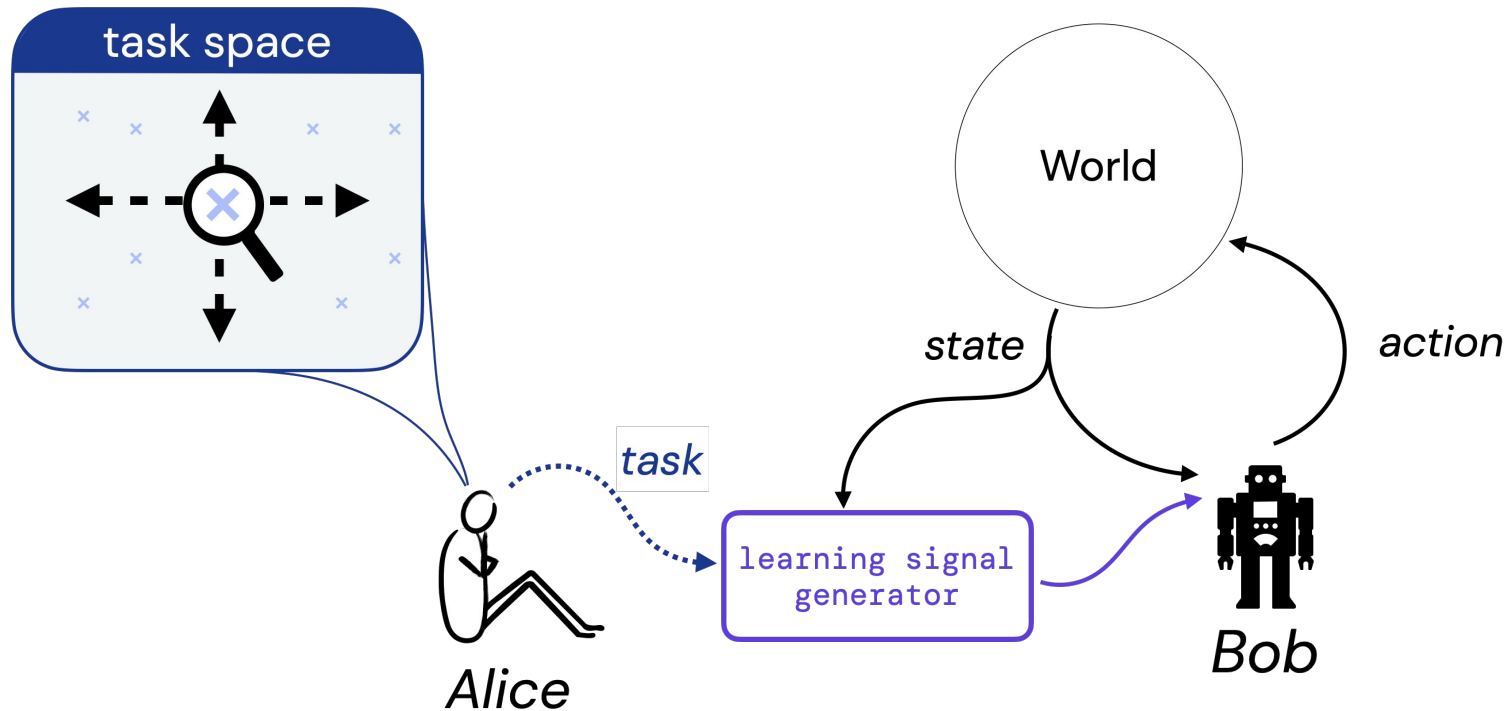 task space
World
state
action
task
learning signal
generator
Bob
Alice